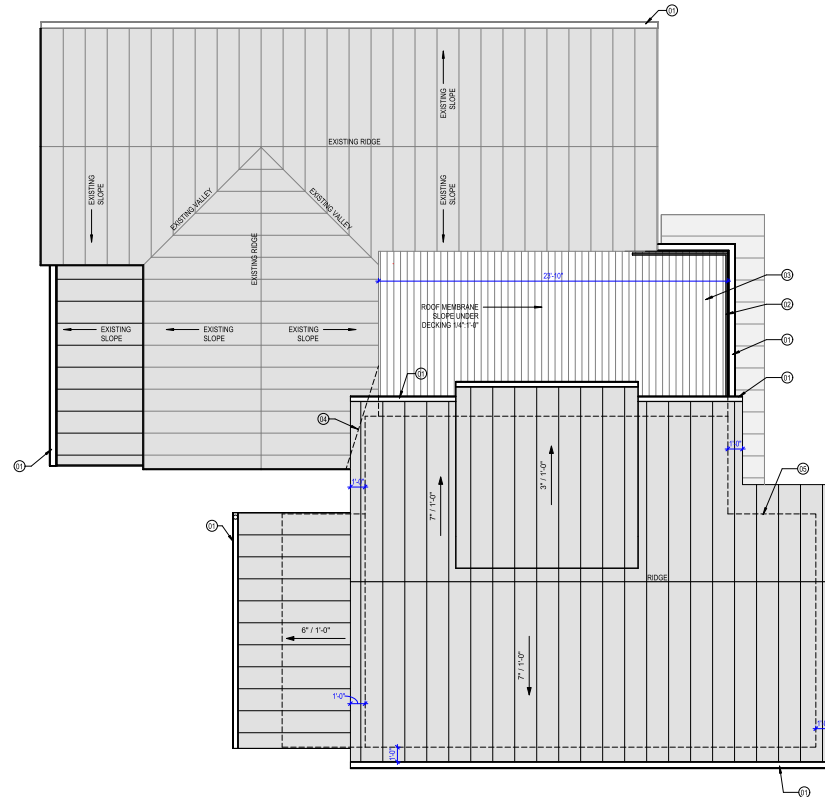 01
EXISTING
SLOPE
EXISTING RIDGE
EXISTING
SLOPE
EXISTING
SLOPE
EXISTING VALLEY
EXISTING VALLEY
EXISTING RIDGE
23'-10"
03
02
ROOF MEMBRANE
SLOPE UNDER
DECKING 1/4":1'-0"
EXISTING
SLOPE
EXISTING
SLOPE
EXISTING
SLOPE
01
01
01
04
1'-0"
01
05
3" / 1'-0"
7" / 1'-0"
1'-0"
01
RIDGE
6" / 1'-0"
7" / 1'-0"
1'-0"
1'-0"
01